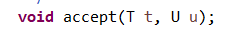 void accept(T t, U u);